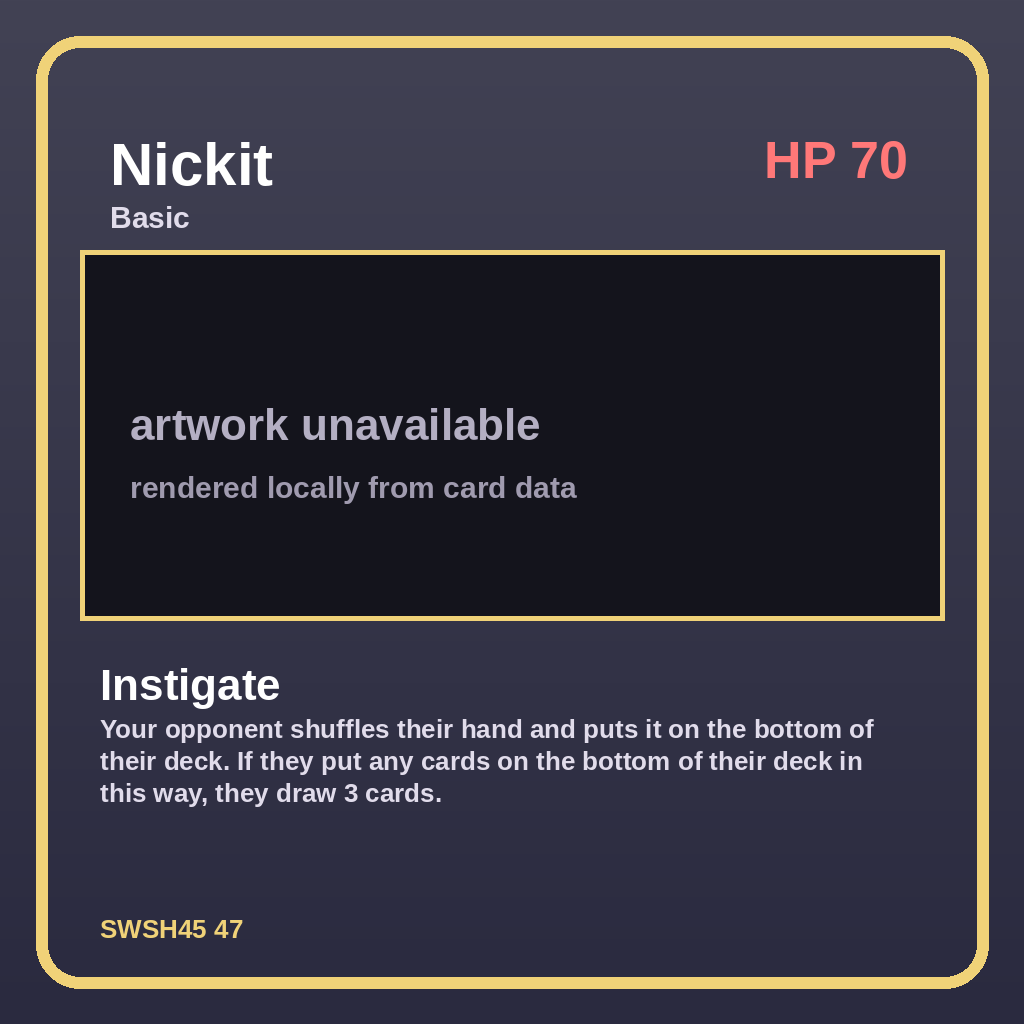 Nickit
HP 70
Basic
artwork unavailable
rendered locally from card data
Instigate
Your opponent shuffles their hand and puts it on the bottom of
their deck. If they put any cards on the bottom of their deck in
this way, they draw 3 cards.
SWSH45 47